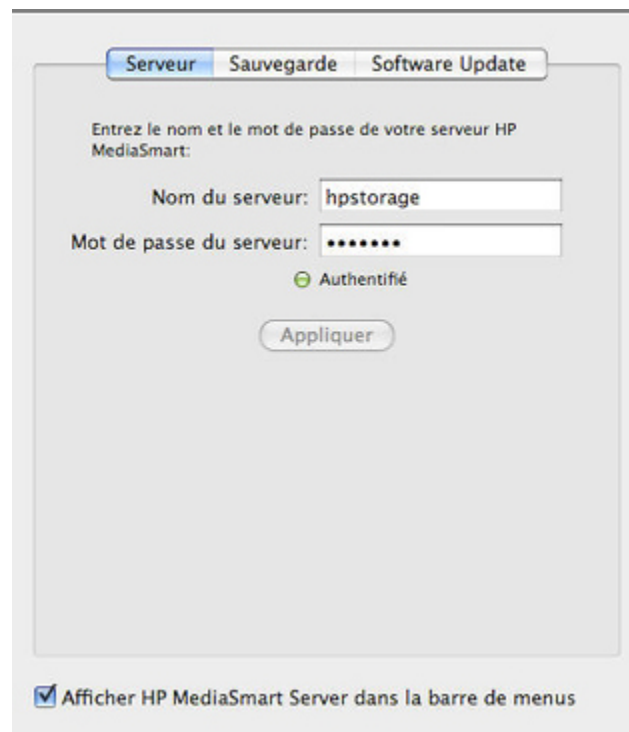 Serveur Sauvegarde Software Update
Entrez le nom et le mot de passe de votre serveur HP
MediaSmart:
Nom du serveur: hpstorage
Mot de passe du serveur: •••••••
Authentifié
Appliquer
Afficher HP MediaSmart Server dans la barre de menus